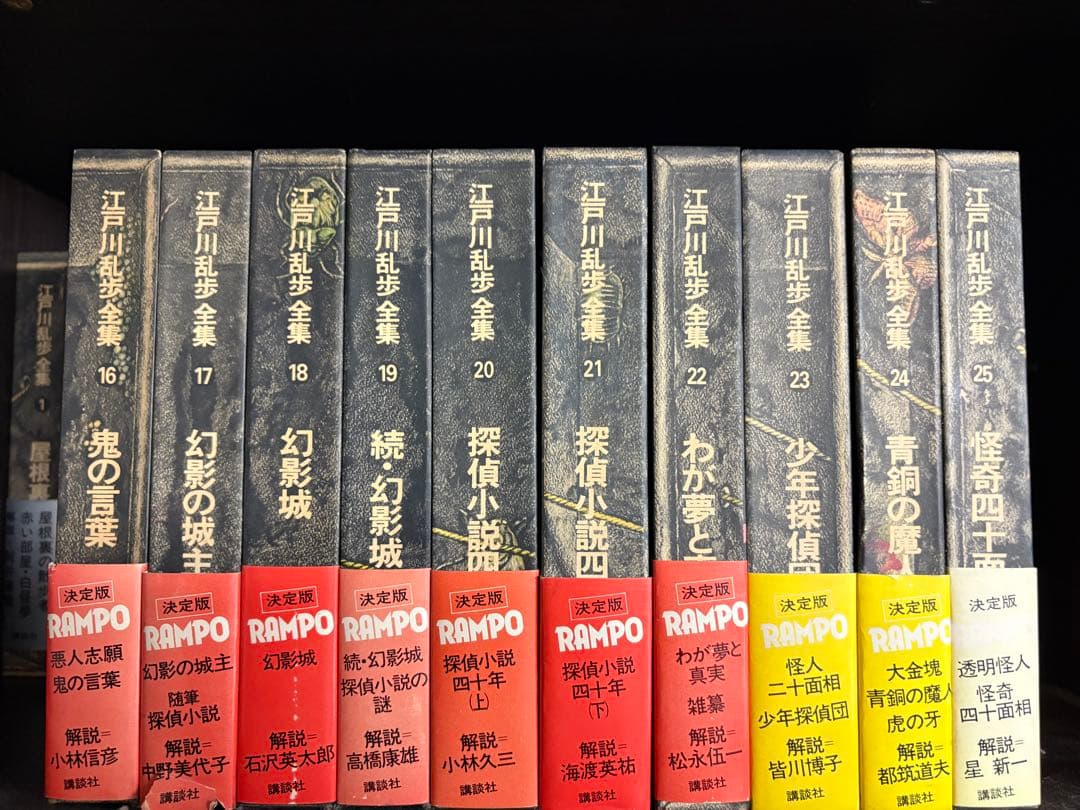 江戸川乱歩全集
1
屋根裏
屋根裏の散歩者
赤い部屋・白昼夢
講談社
江戸川乱歩全集
16
鬼の言葉
決定版
RAMPO
悪人志願
鬼の言葉
解説=
小林信彦
講談社
江戸川乱歩全集
17
幻影の城主
決定版
RAMPO
幻影の城主
随筆
探偵小説
解説=
中野美代子
講談社
江戸川乱歩全集
18
幻影城
決定版
RAMPO
幻影城
解説=
石沢英太郎
講談社
江戸川乱歩全集
19
続・幻影城
決定版
RAMPO
続・幻影城
探偵小説の
謎
解説=
高橋康雄
講談社
江戸川乱歩全集
20
探偵小説四
決定版
RAMPO
探偵小説
四十年
(上)
解説=
小林久三
講談社
江戸川乱歩全集
21
探偵小説四
決定版
RAMPO
探偵小説
四十年
(下)
解説=
海渡英祐
講談社
江戸川乱歩全集
22
わが夢と
決定版
RAMPO
わが夢と
真実
雑纂
解説=
松永伍一
講談社
江戸川乱歩全集
23
少年探偵団
決定版
RAMPO
怪人
二十面相
少年探偵団
解説=
皆川博子
講談社
江戸川乱歩全集
24
青銅の魔人
決定版
RAMPO
大金塊
青銅の魔人
虎の牙
解説=
都筑道夫
講談社
江戸川乱歩全集
25
怪奇四十面
決定版
RAMPO
透明怪人
怪奇
四十面相
解説=
星 新一
講談社